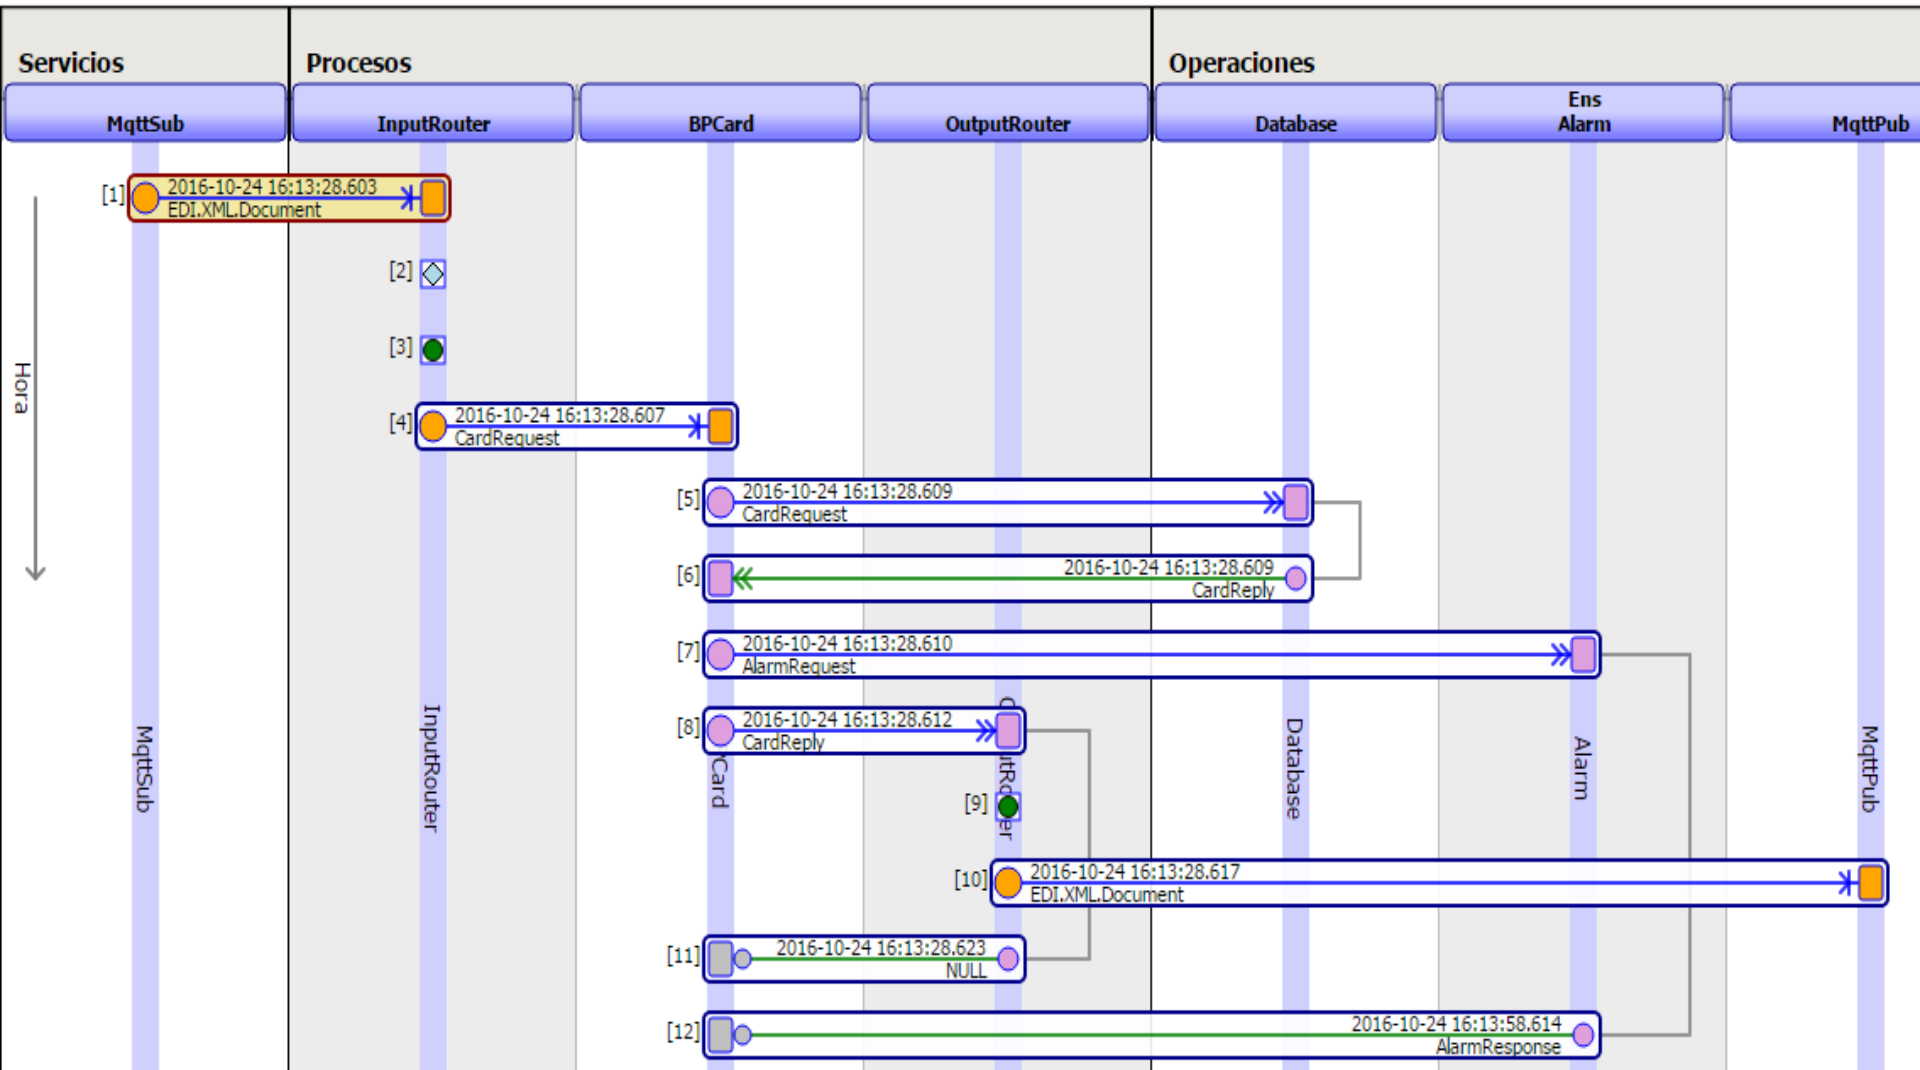 Servicios
Procesos
Operaciones
MqttSub
InputRouter
BPCard
OutputRouter
Database
Ens
Alarm
MqttPub
[1]
2016-10-24 16:13:28.603
EDI.XML.Document
[2]
[3]
Hora
[4]
2016-10-24 16:13:28.607
CardRequest
[5]
2016-10-24 16:13:28.609
CardRequest
[6]
2016-10-24 16:13:28.609
CardReply
[7]
2016-10-24 16:13:28.610
AlarmRequest
[8]
2016-10-24 16:13:28.612
CardReply
MqttSub
InputRouter
Card
Database
Alarm
MqttPub
[9]
[10]
2016-10-24 16:13:28.617
EDI.XML.Document
[11]
2016-10-24 16:13:28.623
NULL
[12]
2016-10-24 16:13:58.614
AlarmResponse